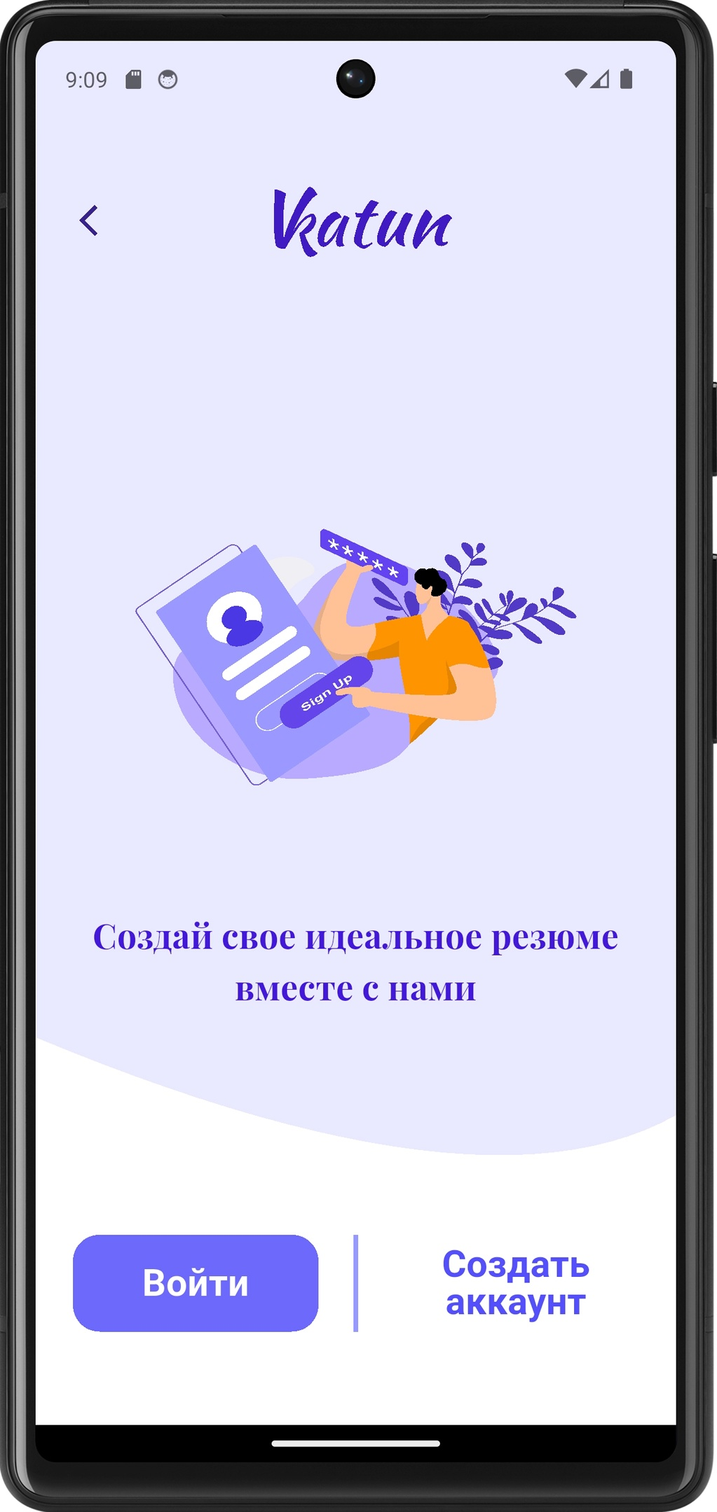 9:09
Vkatun
*****
Sign Up
Создай свое идеальное резюме
вместе с нами
Войти
Создать
аккаунт